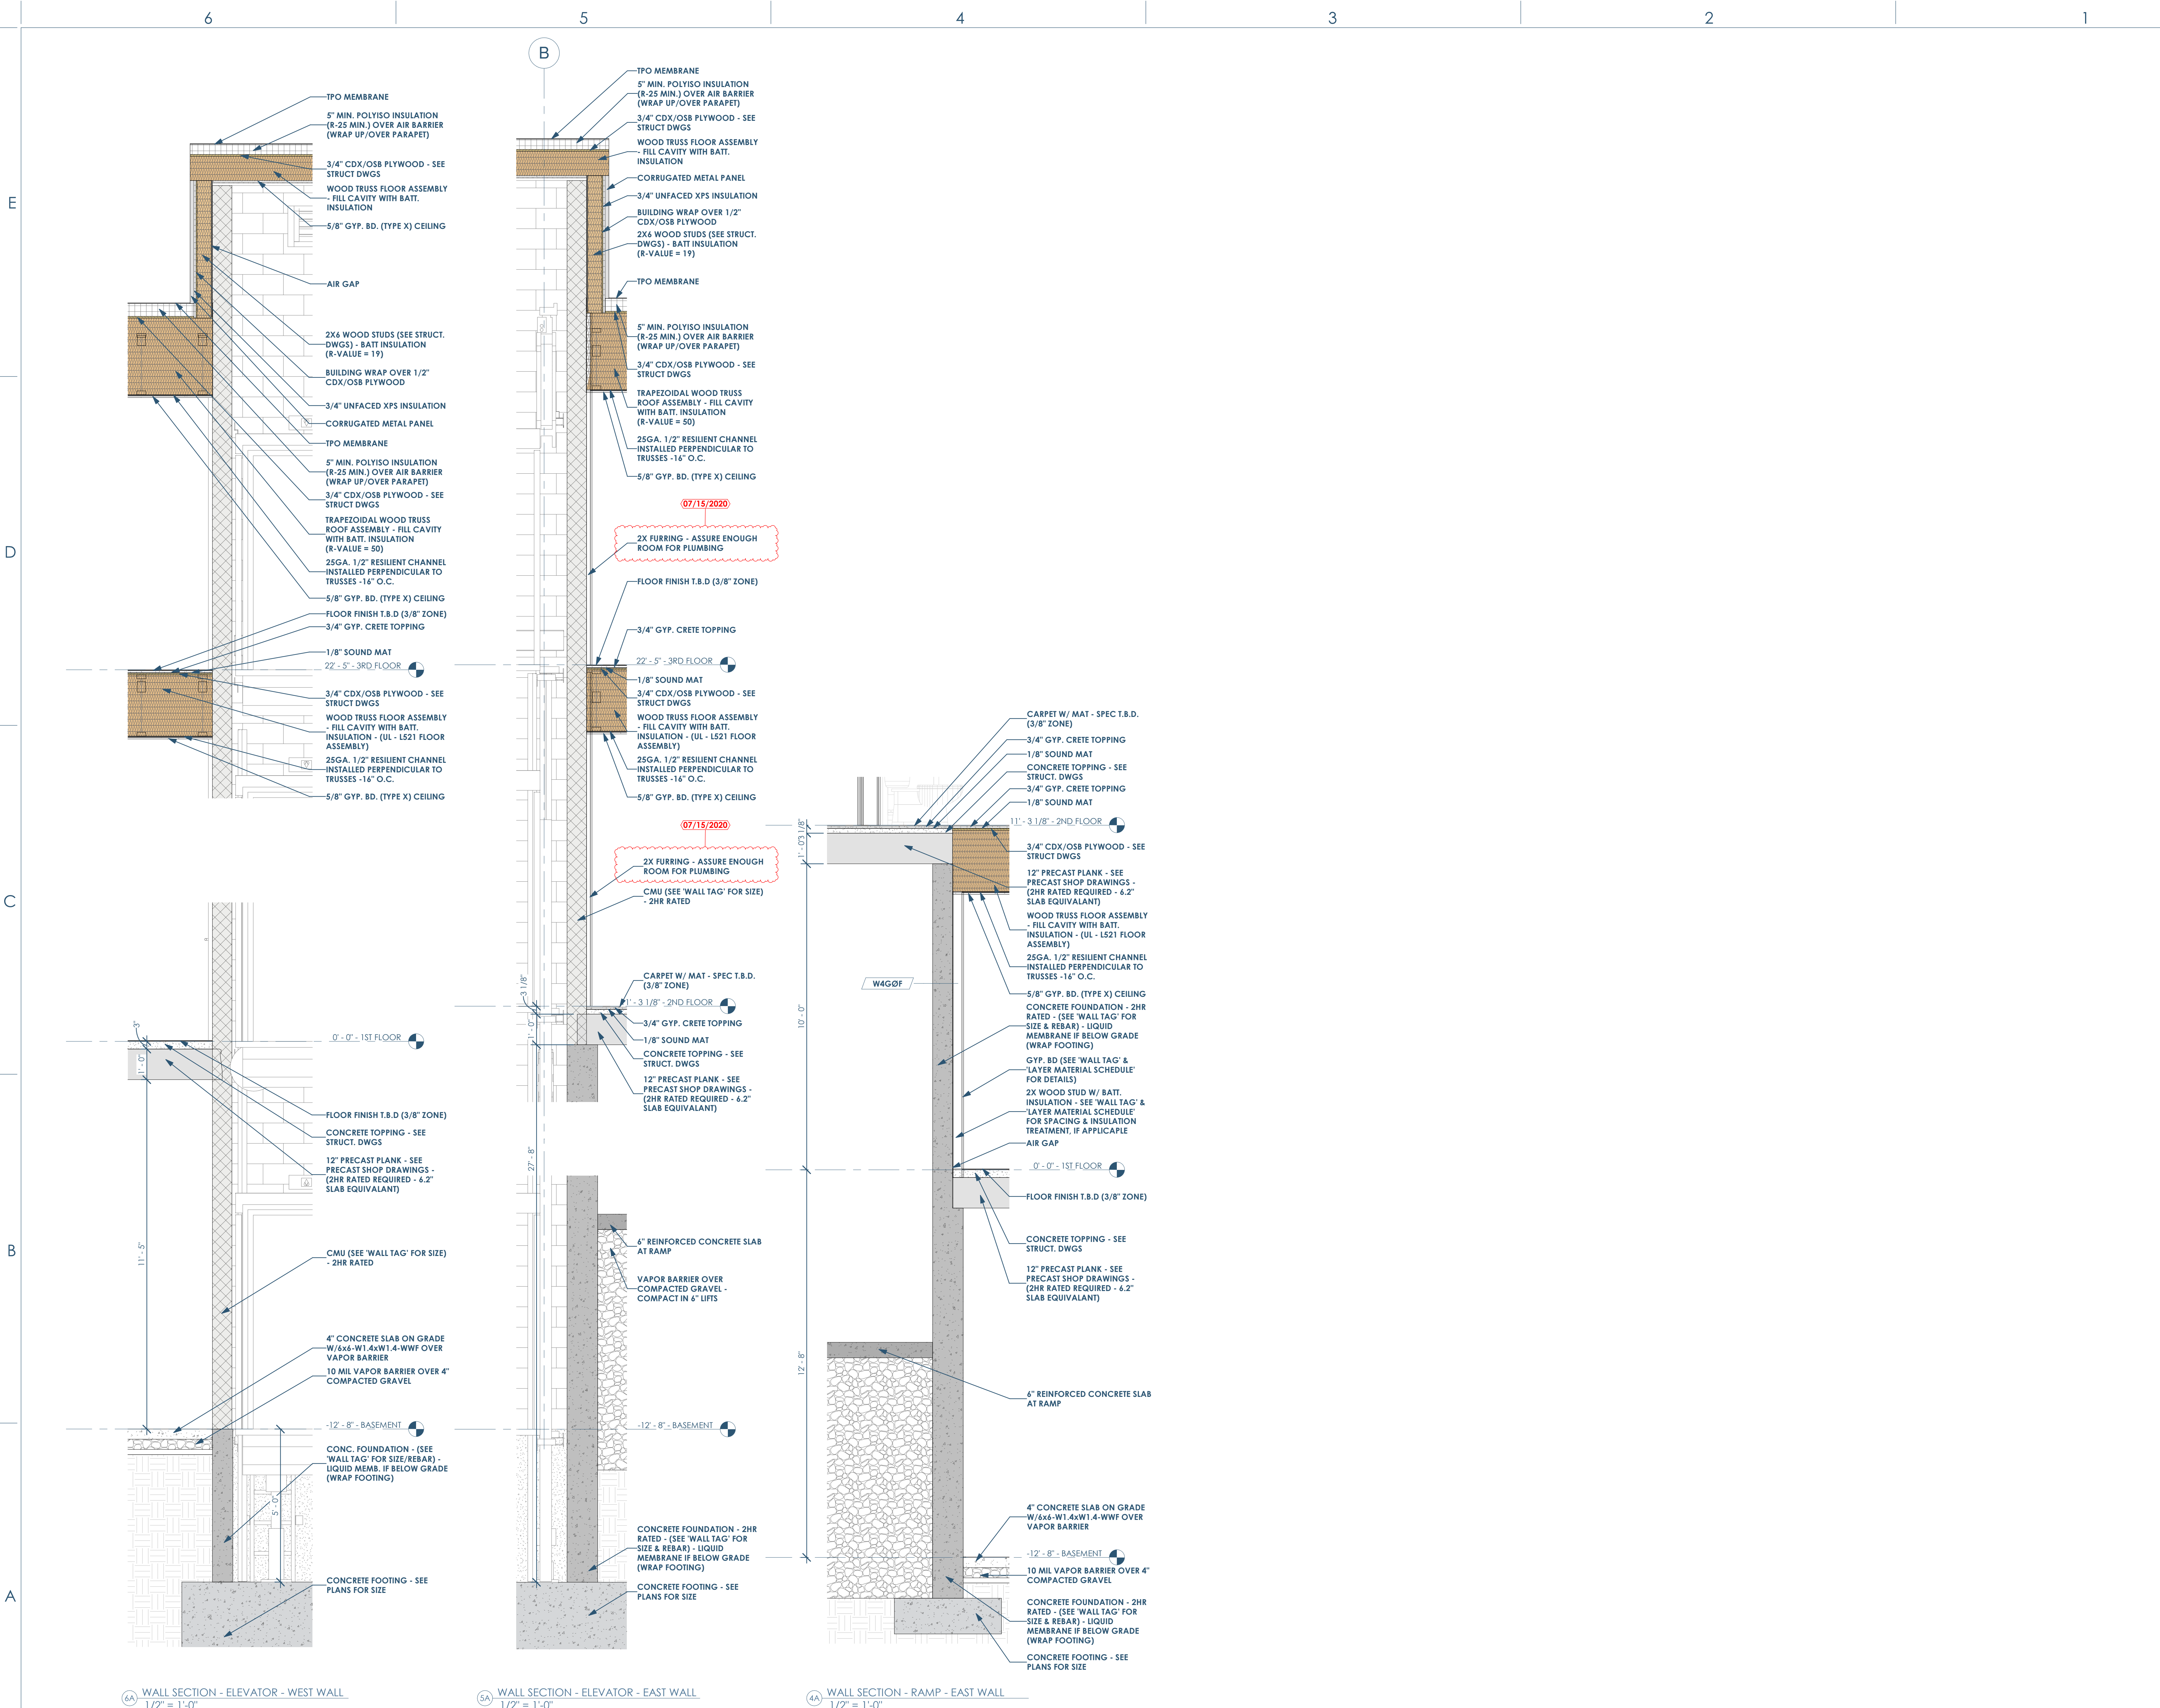 6
5
4
3
2
1
E
D
C
B
A
TPO MEMBRANE
5" MIN. POLYISO INSULATION
(R-25 MIN.) OVER AIR BARRIER
(WRAP UP/OVER PARAPET)
3/4" CDX/OSB PLYWOOD - SEE
STRUCT DWGS
WOOD TRUSS FLOOR ASSEMBLY
- FILL CAVITY WITH BATT.
INSULATION
5/8" GYP. BD. (TYPE X) CEILING
AIR GAP
2X6 WOOD STUDS (SEE STRUCT.
DWGS) - BATT INSULATION
(R-VALUE = 19)
BUILDING WRAP OVER 1/2"
CDX/OSB PLYWOOD
3/4" UNFACED XPS INSULATION
CORRUGATED METAL PANEL
TPO MEMBRANE
5" MIN. POLYISO INSULATION
(R-25 MIN.) OVER AIR BARRIER
(WRAP UP/OVER PARAPET)
3/4" CDX/OSB PLYWOOD - SEE
STRUCT DWGS
TRAPEZOIDAL WOOD TRUSS
ROOF ASSEMBLY - FILL CAVITY
WITH BATT. INSULATION
(R-VALUE = 50)
25GA. 1/2" RESILIENT CHANNEL
INSTALLED PERPENDICULAR TO
TRUSSES -16" O.C.
5/8" GYP. BD. (TYPE X) CEILING
FLOOR FINISH T.B.D (3/8" ZONE)
3/4" GYP. CRETE TOPPING
1/8" SOUND MAT
22' - 5" - 3RD FLOOR
3/4" CDX/OSB PLYWOOD - SEE
STRUCT DWGS
WOOD TRUSS FLOOR ASSEMBLY
- FILL CAVITY WITH BATT.
INSULATION - (UL - L521 FLOOR
ASSEMBLY)
25GA. 1/2" RESILIENT CHANNEL
INSTALLED PERPENDICULAR TO
TRUSSES -16" O.C.
5/8" GYP. BD. (TYPE X) CEILING
3"
1' - 0"
0' - 0" - 1ST FLOOR
FLOOR FINISH T.B.D (3/8" ZONE)
CONCRETE TOPPING - SEE
STRUCT. DWGS
12" PRECAST PLANK - SEE
PRECAST SHOP DRAWINGS -
(2HR RATED REQUIRED - 6.2"
SLAB EQUIVALANT)
11' - 5"
CMU (SEE 'WALL TAG' FOR SIZE)
- 2HR RATED
4" CONCRETE SLAB ON GRADE
W/6x6-W1.4xW1.4-WWF OVER
VAPOR BARRIER
10 MIL VAPOR BARRIER OVER 4"
COMPACTED GRAVEL
-12' - 8" - BASEMENT
CONC. FOUNDATION - (SEE
'WALL TAG' FOR SIZE/REBAR) -
LIQUID MEMB. IF BELOW GRADE
(WRAP FOOTING)
5' - 0"
CONCRETE FOOTING - SEE
PLANS FOR SIZE
6A
WALL SECTION - ELEVATOR - WEST WALL
1/2" = 1'-0"
B
TPO MEMBRANE
5" MIN. POLYISO INSULATION
(R-25 MIN.) OVER AIR BARRIER
(WRAP UP/OVER PARAPET)
3/4" CDX PLYWOOD - SEE
STRUCT DWGS
WOOD TRUSS FLOOR ASSEMBLY
- FILL CAVITY WITH BATT.
INSULATION
CORRUGATED METAL PANEL
3/4" UNFACED XPS INSULATION
BUILDING WRAP OVER 1/2"
CDX/OSB PLYWOOD
2X6 WOOD STUDS (SEE STRUCT.
DWGS) - BATT INSULATION
(R-VALUE = 19)
TPO MEMBRANE
5" MIN. POLYISO INSULATION
(R-25 MIN.) OVER AIR BARRIER
(WRAP UP/OVER PARAPET)
3/4" CDX/OSB PLYWOOD - SEE
STRUCT DWGS
TRAPEZOIDAL WOOD TRUSS
ROOF ASSEMBLY - FILL CAVITY
WITH BATT. INSULATION
(R-VALUE = 50)
25GA. 1/2" RESILIENT CHANNEL
INSTALLED PERPENDICULAR TO
TRUSSES -16" O.C.
5/8" GYP. BD. (TYPE X) CEILING
07/15/2020
2X FURRING - ASSURE ENOUGH
ROOM FOR PLUMBING
FLOOR FINISH T.B.D (3/8" ZONE)
3/4" GYP. CRETE TOPPING
22' - 5" - 3RD FLOOR
1/8" SOUND MAT
3/4" CDX/OSB PLYWOOD - SEE
STRUCT DWGS
WOOD TRUSS FLOOR ASSEMBLY
- FILL CAVITY WITH BATT.
INSULATION - (UL - L521 FLOOR
ASSEMBLY)
25GA. 1/2" RESILIENT CHANNEL
INSTALLED PERPENDICULAR TO
TRUSSES -16" O.C.
5/8" GYP. BD. (TYPE X) CEILING
07/15/2020
2X FURRING - ASSURE ENOUGH
ROOM FOR PLUMBING
CMU (SEE 'WALL TAG' FOR SIZE)
- 2HR RATED
CARPET W/ MAT - SPEC T.B.D.
(3/8" ZONE)
3 1/8"
1' - 0"
1' - 3 1/8" - 2ND FLOOR
3/4" GYP. CRETE TOPPING
1/8" SOUND MAT
CONCRETE TOPPING - SEE
STRUCT. DWGS
12" PRECAST PLANK - SEE
PRECAST SHOP DRAWINGS -
(2HR RATED REQUIRED - 6.2"
SLAB EQUIVALANT)
27' - 8"
6" REINFORCED CONCRETE SLAB
AT RAMP
VAPOR BARRIER OVER
COMPACTED GRAVEL -
COMPACT IN 6" LIFTS
-12' - 8" - BASEMENT
CONCRETE FOUNDATION - 2HR
RATED - (SEE 'WALL TAG' FOR
SIZE & REBAR) - LIQUID
MEMBRANE IF BELOW GRADE
(WRAP FOOTING)
CONCRETE FOOTING - SEE
PLANS FOR SIZE
5A
WALL SECTION - ELEVATOR - EAST WALL
1/2" = 1'-0"
CARPET W/ MAT - SPEC T.B.D.
(3/8" ZONE)
3/4" GYP. CRETE TOPPING
1/8" SOUND MAT
CONCRETE TOPPING - SEE
STRUCT. DWGS
3/4" GYP. CRETE TOPPING
1/8" SOUND MAT
11' - 3 1/8" - 2ND FLOOR
3 1/8"
1' - 0"
3/4" CDX/OSB PLYWOOD - SEE
STRUCT DWGS
12" PRECAST PLANK - SEE
PRECAST SHOP DRAWINGS -
(2HR RATED REQUIRED - 6.2"
SLAB EQUIVALANT)
WOOD TRUSS FLOOR ASSEMBLY
- FILL CAVITY WITH BATT.
INSULATION - (UL - L521 FLOOR
ASSEMBLY)
25GA. 1/2" RESILIENT CHANNEL
INSTALLED PERPENDICULAR TO
TRUSSES -16" O.C.
W4GØF
5/8" GYP. BD. (TYPE X) CEILING
10' - 0"
CONCRETE FOUNDATION - 2HR
RATED - (SEE 'WALL TAG' FOR
SIZE & REBAR) - LIQUID
MEMBRANE IF BELOW GRADE
(WRAP FOOTING)
GYP. BD (SEE 'WALL TAG' &
'LAYER MATERIAL SCHEDULE'
FOR DETAILS)
2X WOOD STUD W/ BATT.
INSULATION - SEE 'WALL TAG' &
'LAYER MATERIAL SCHEDULE'
FOR SPACING & INSULATION
TREATMENT, IF APPLICAPLE
AIR GAP
0' - 0" - 1ST FLOOR
FLOOR FINISH T.B.D (3/8" ZONE)
CONCRETE TOPPING - SEE
STRUCT. DWGS
12" PRECAST PLANK - SEE
PRECAST SHOP DRAWINGS -
(2HR RATED REQUIRED - 6.2"
SLAB EQUIVALANT)
12' - 8"
6" REINFORCED CONCRETE SLAB
AT RAMP
4" CONCRETE SLAB ON GRADE
W/6x6-W1.4xW1.4-WWF OVER
VAPOR BARRIER
-12' - 8" - BASEMENT
10 MIL VAPOR BARRIER OVER 4"
COMPACTED GRAVEL
CONCRETE FOUNDATION - 2HR
RATED - (SEE 'WALL TAG' FOR
SIZE & REBAR) - LIQUID
MEMBRANE IF BELOW GRADE
(WRAP FOOTING)
CONCRETE FOOTING - SEE
PLANS FOR SIZE
4A
WALL SECTION - RAMP - EAST WALL
1/2" = 1'-0"